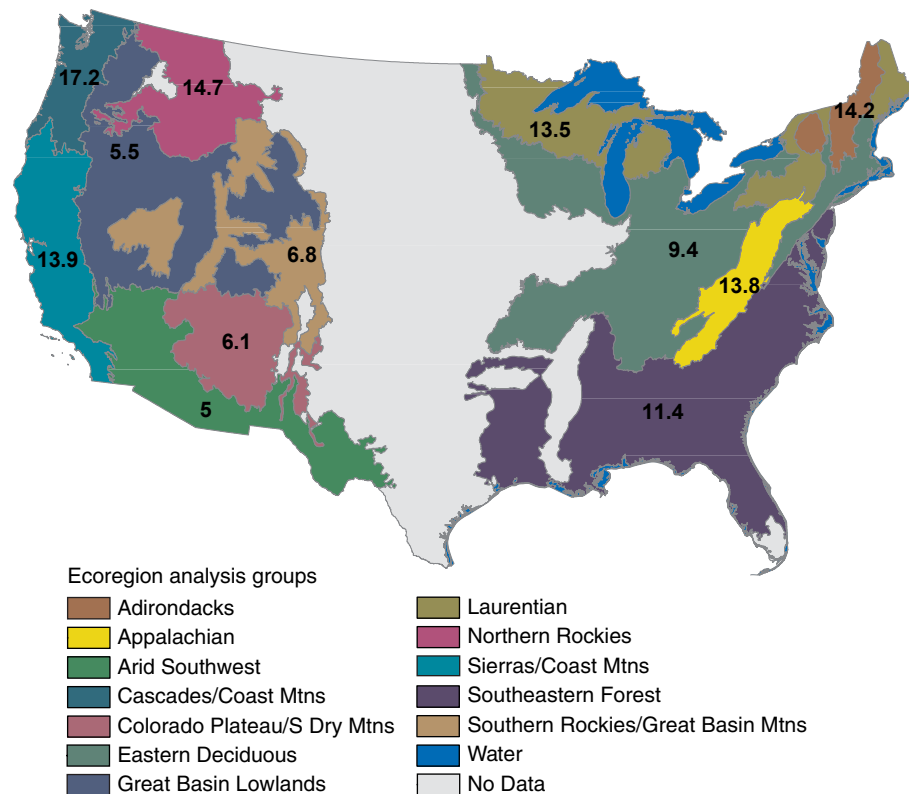 17.2
14.7
14.2
13.5
5.5
9.4
6.8
13.9
13.8
6.1
5
11.4
Ecoregion analysis groups
Adirondacks
Appalachian
Arid Southwest
Cascades/Coast Mtns
Colorado Plateau/S Dry Mtns
Eastern Deciduous
Great Basin Lowlands
Laurentian
Northern Rockies
Sierras/Coast Mtns
Southeastern Forest
Southern Rockies/Great Basin Mtns
Water
No Data